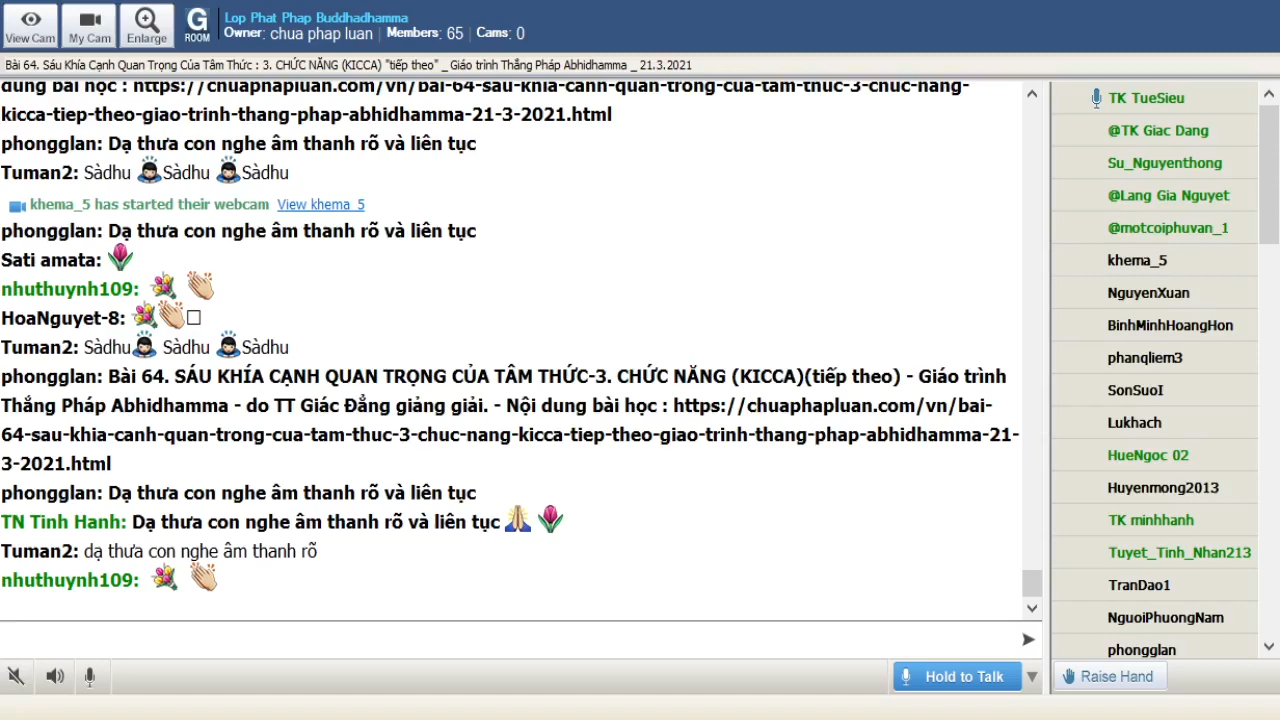 View Cam
My Cam
Enlarge
G
ROOM
Lop Phat Phap Buddhadhamma
Owner: chua phap luan | Members: 65 | Cams: 0
Bài 64. Sáu Khía Cạnh Quan Trọng Của Tâm Thức : 3. CHỨC NĂNG (KICCA) "tiếp theo" _ Giáo trình Thắng Pháp Abhidhamma _ 21.3.2021
dung bài học : https://chuaphapluan.com/vn/bai-64-sau-khia-canh-quan-trong-cua-tam-thuc-3-chuc-nang-
kicca-tiep-theo-giao-trinh-thang-phap-abhidhamma-21-3-2021.html
phongglan: Dạ thưa con nghe âm thanh rõ và liên tục
Tuman2: Sàdhu Sàdhu Sàdhu
khema_5 has started their webcam View khema_5
phongglan: Dạ thưa con nghe âm thanh rõ và liên tục
Sati amata:
nhuthuynh109:
HoaNguyet-8:
Tuman2: Sàdhu Sàdhu Sàdhu
phongglan: Bài 64. SÁU KHÍA CẠNH QUAN TRỌNG CỦA TÂM THỨC-3. CHỨC NĂNG (KICCA)(tiếp theo) - Giáo trình
Thắng Pháp Abhidhamma - do TT Giác Đẳng giảng giải. - Nội dung bài học : https://chuaphapluan.com/vn/bai-
64-sau-khia-canh-quan-trong-cua-tam-thuc-3-chuc-nang-kicca-tiep-theo-giao-trinh-thang-phap-abhidhamma-21-
3-2021.html
phongglan: Dạ thưa con nghe âm thanh rõ và liên tục
TN Tinh Hanh: Dạ thưa con nghe âm thanh rõ và liên tục
Tuman2: dạ thưa con nghe âm thanh rõ
nhuthuynh109:
TK TueSieu
@TK Giac Dang
Su_Nguyenthong
@Lang Gia Nguyet
@motcoiphuvan_1
khema_5
NguyenXuan
BinhMinhHoangHon
phanqliem3
SonSuoI
Lukhach
HueNgoc 02
Huyenmong2013
TK minhhanh
Tuyet_Tinh_Nhan213
TranDao1
NguoiPhuongNam
phongglan
Hold to Talk
Raise Hand